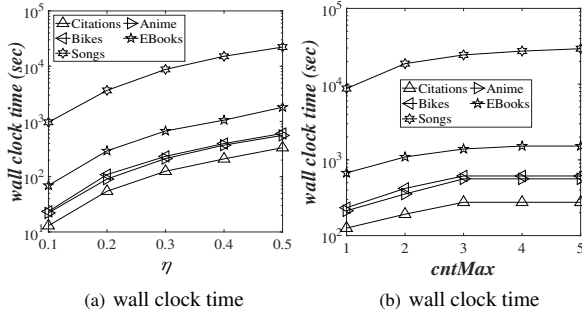 wall clock time (sec)
10^5
10^4
10^3
10^2
10^1
Citations
Anime
Bikes
EBooks
Songs
0.1 0.2 0.3 0.4 0.5
η
(a) wall clock time
wall clock time (sec)
10^5
10^4
10^3
10^2
Citations
Anime
Bikes
EBooks
Songs
1 2 3 4 5
cntMax
(b) wall clock time